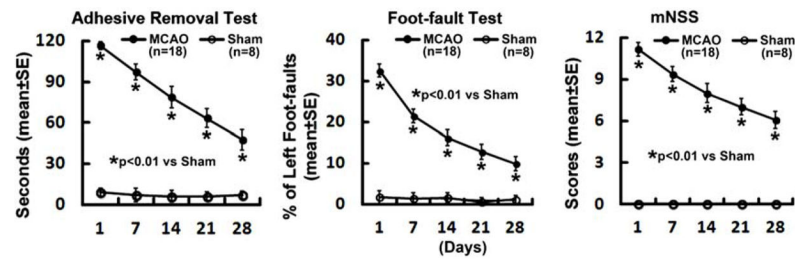 Adhesive Removal Test
MCAO
(n=18)
Sham
(n=8)
Seconds (mean±SE)
120
90
60
30
0
*
*
*
*
*
*p<0.01 vs Sham
1 7 14 21 28
Foot-fault Test
MCAO
(n=18)
Sham
(n=8)
% of Left Foot-faults
(mean±SE)
40
30
20
10
0
*
*
*
*
*
*p<0.01 vs Sham
1 7 14 21 28
(Days)
mNSS
MCAO
(n=18)
Sham
(n=8)
Scores (mean±SE)
12
9
6
3
0
*
*
*
*
*
*p<0.01 vs Sham
1 7 14 21 28